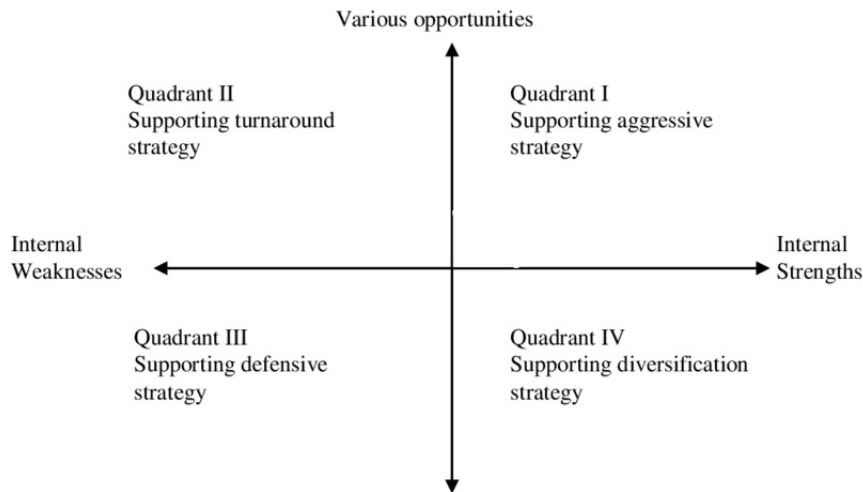 Various opportunities
Quadrant II
Supporting turnaround
strategy
Quadrant I
Supporting aggressive
strategy
Internal
Weaknesses
Internal
Strengths
Quadrant III
Supporting defensive
strategy
Quadrant IV
Supporting diversification
strategy